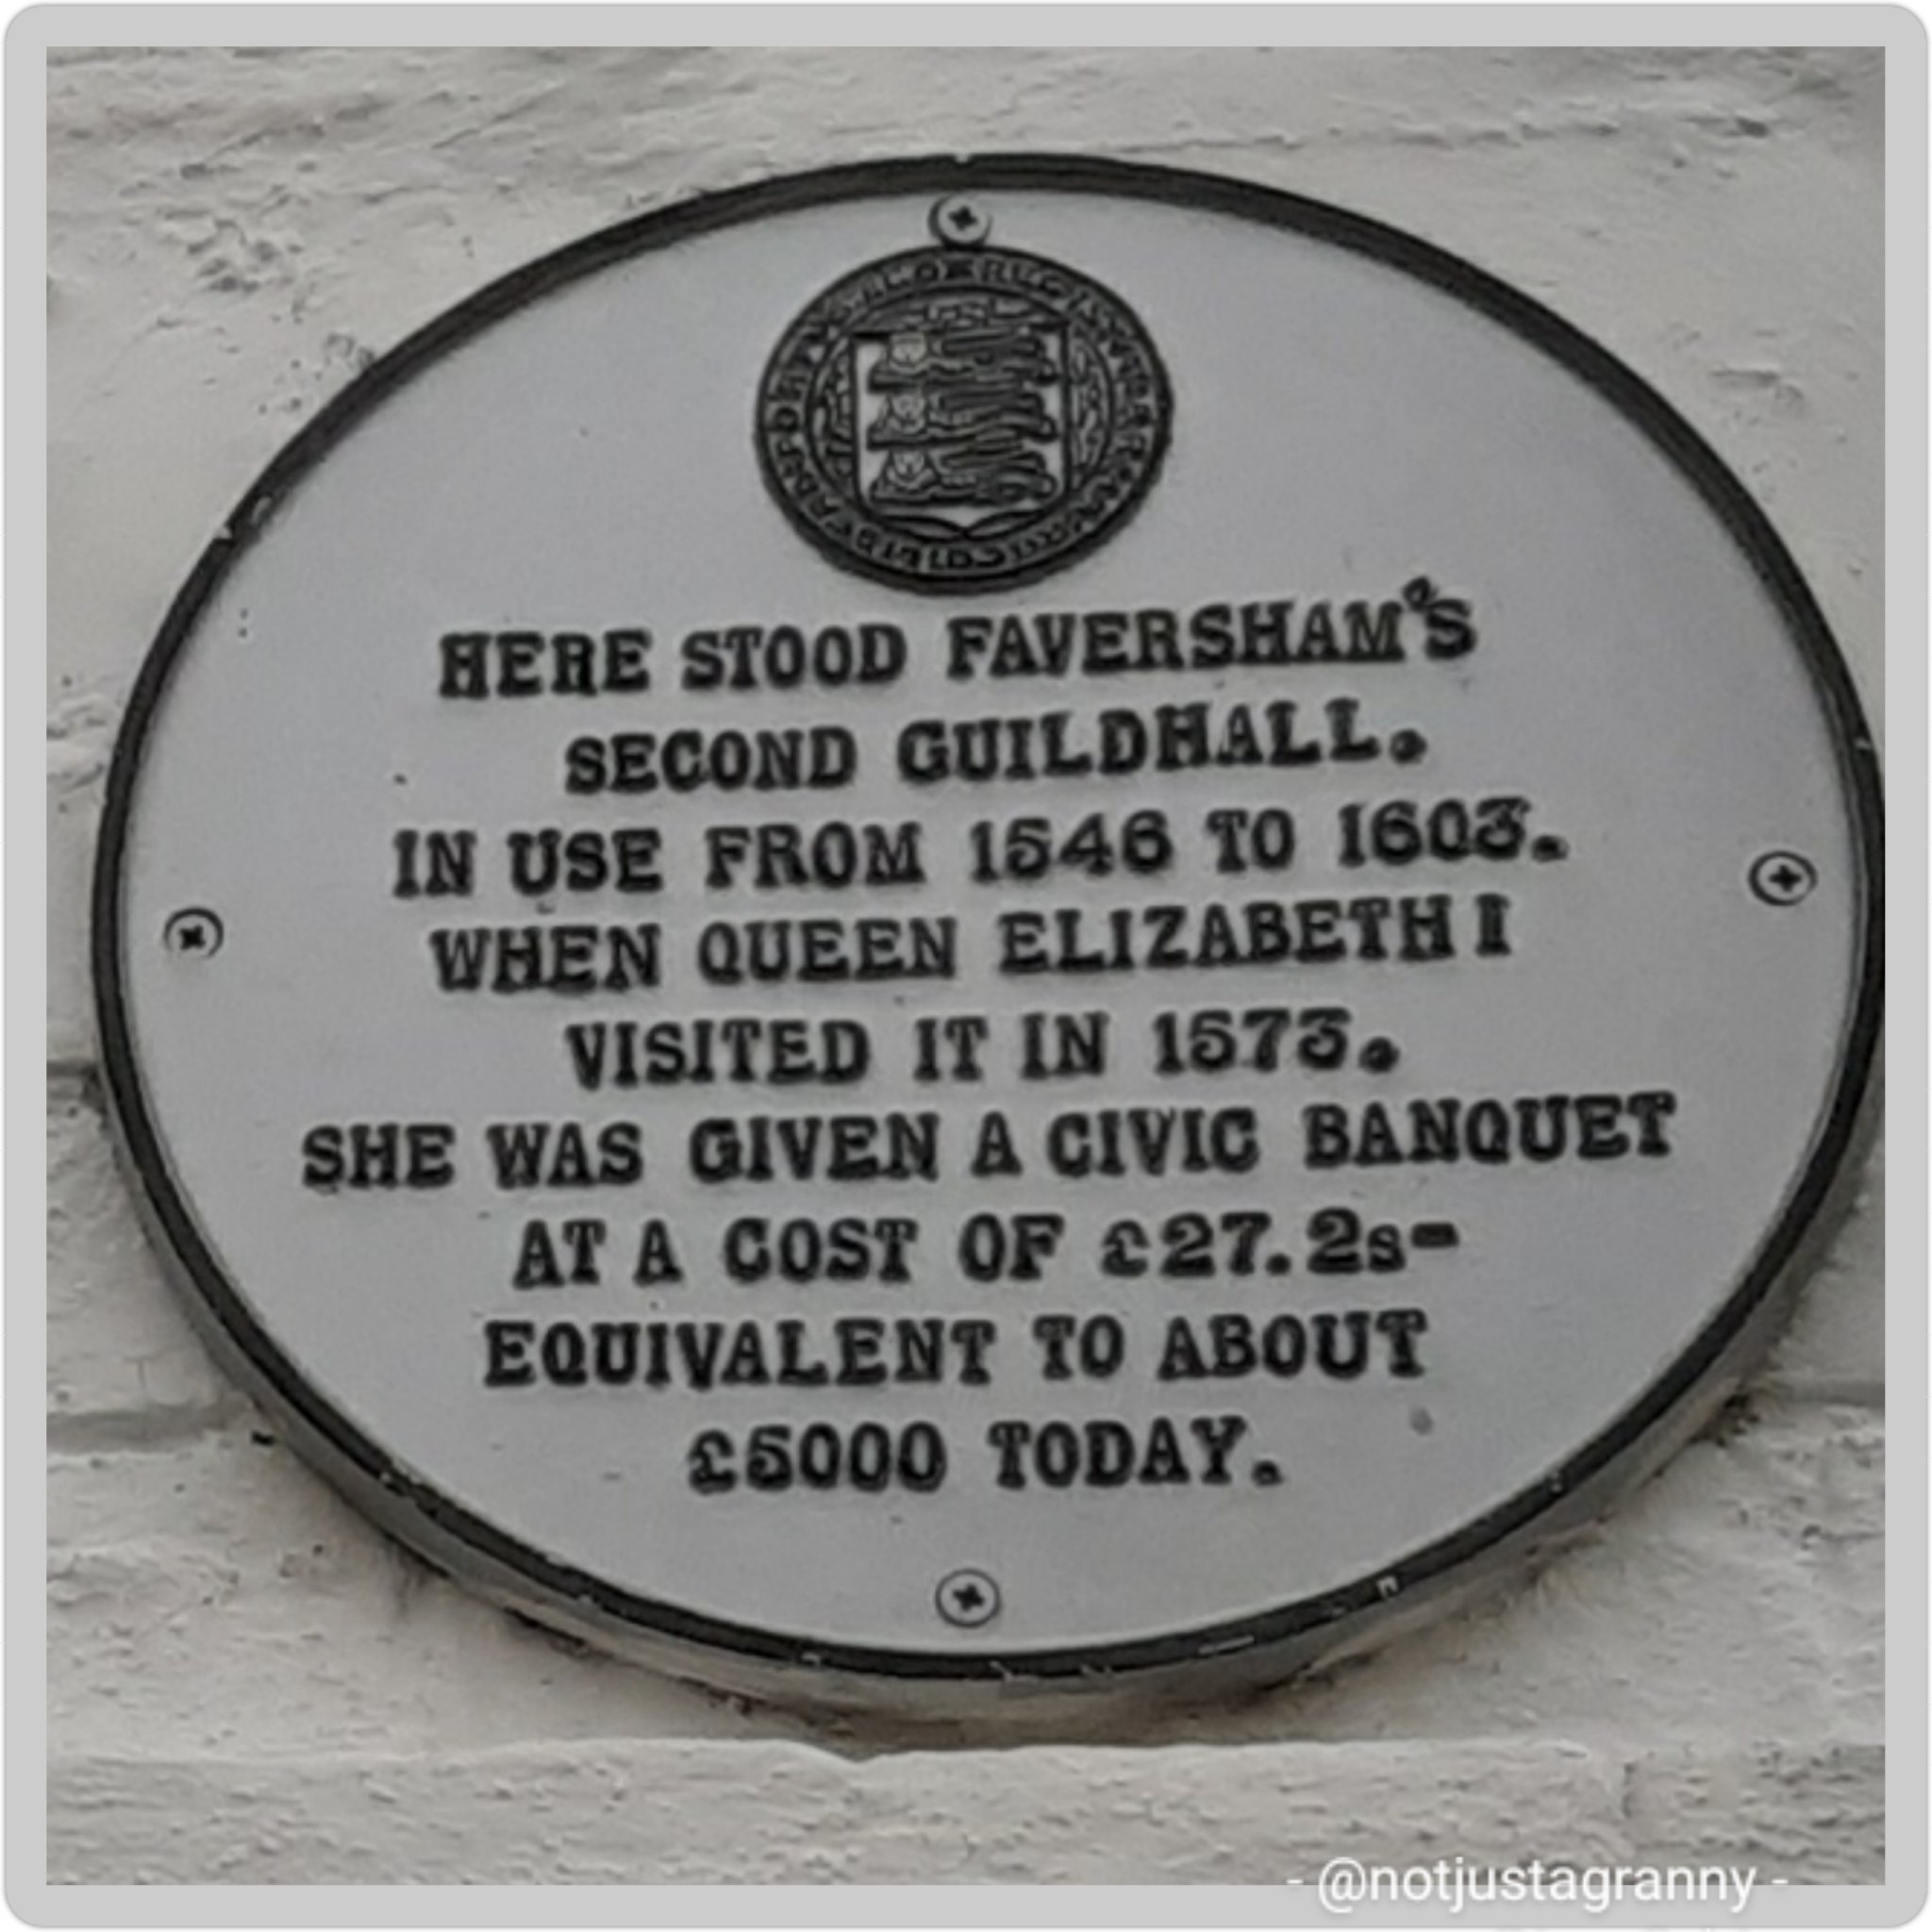 HERE STOOD FAVERSHAM'S
SECOND GUILDHALL.
IN USE FROM 1546 TO 1603.
WHEN QUEEN ELIZABETH I
VISITED IT IN 1573.
SHE WAS GIVEN A CIVIC BANQUET
AT A COST OF £27.2s-
EQUIVALENT TO ABOUT
£5000 TODAY.
- @notjustagranny -